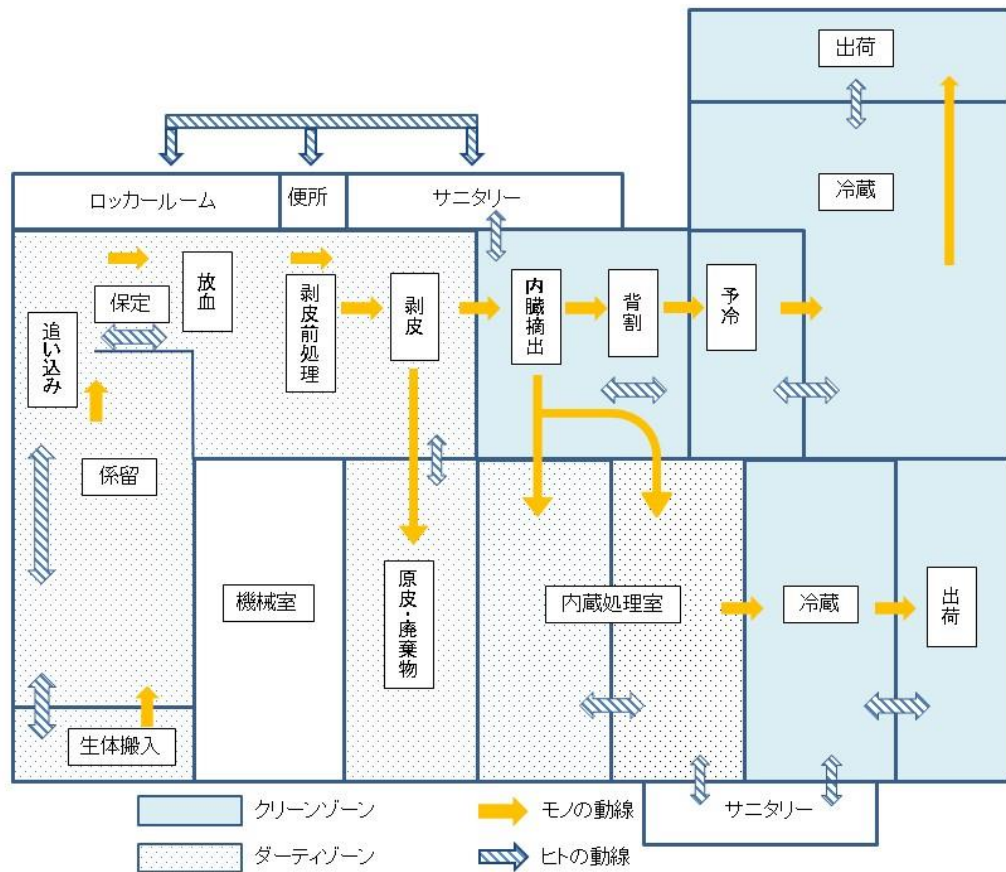 出荷
冷蔵
ロッカールーム
便所
サニタリー
保定
放血
追い込み
剥皮前処理
剥皮
内臓摘出
背割
予冷
係留
機械室
原皮・廃棄物
内蔵処理室
冷蔵
出荷
生体搬入
サニタリー
クリーンゾーン
モノの動線
ダーティゾーン
ヒトの動線